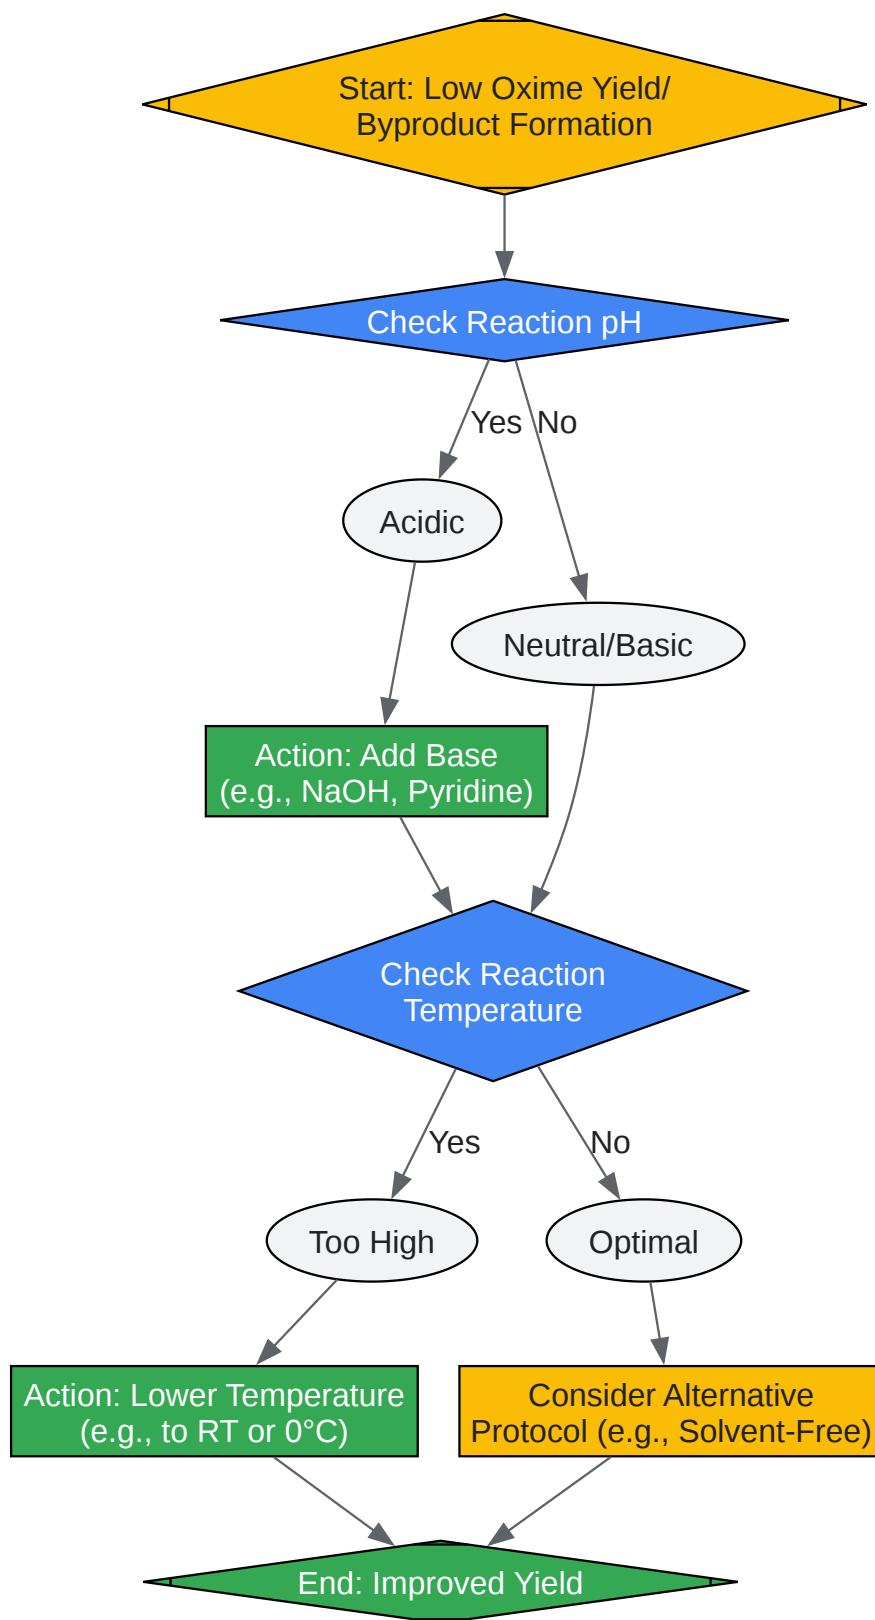 Start: Low Oxime Yield/
Byproduct Formation
Check Reaction pH
Yes
No
Acidic
Neutral/Basic
Action: Add Base
(e.g., NaOH, Pyridine)
Check Reaction
Temperature
Yes
No
Too High
Optimal
Action: Lower Temperature
(e.g., to RT or 0°C)
Consider Alternative
Protocol (e.g., Solvent-Free)
End: Improved Yield